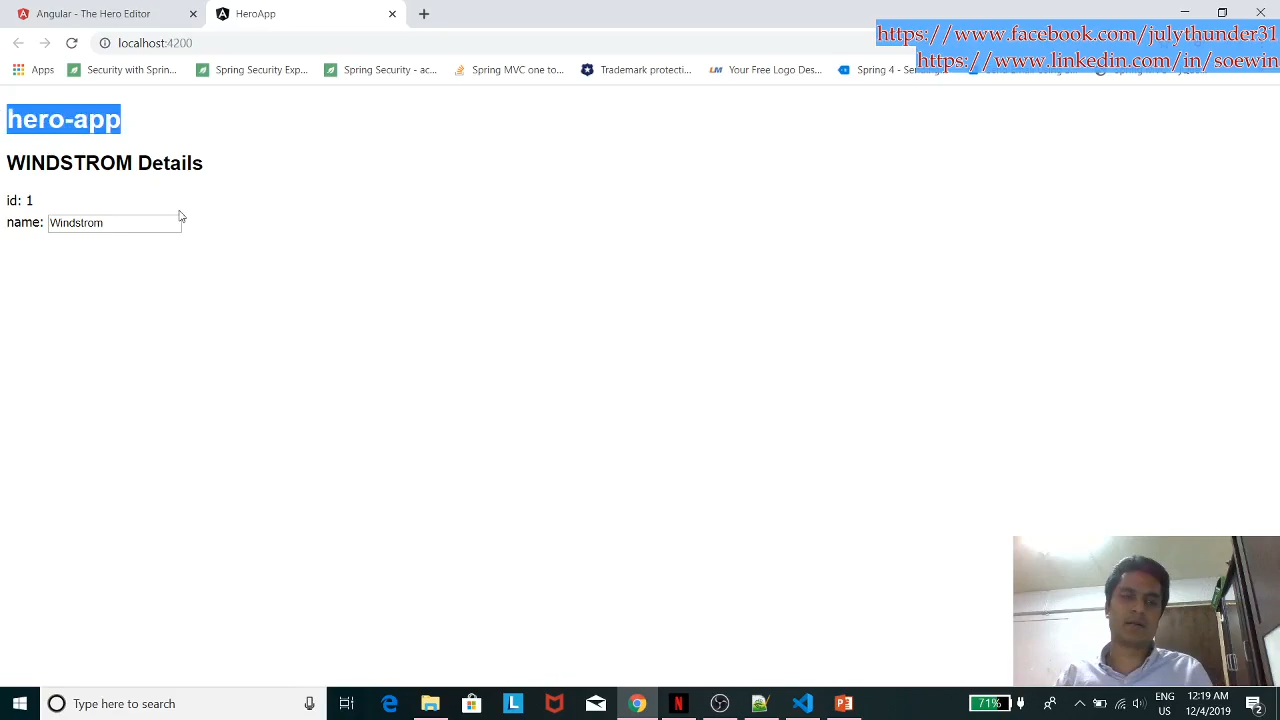 Angular - The Hero Editor
HeroApp
localhost:4200
https://www.facebook.com/julythunder31
https://www.linkedin.com/in/soewin
Apps
Security with Sprin...
Spring Security Exp...
Spring Security - ac...
Spring MVC one to...
Trademark protecti...
LM Your Free Logo Des...
Spring 4 -
hero-app
WINDSTROM Details
id: 1
name: Windstrom
Type here to search
71%
ENG
US
12:19 AM
12/4/2019
2